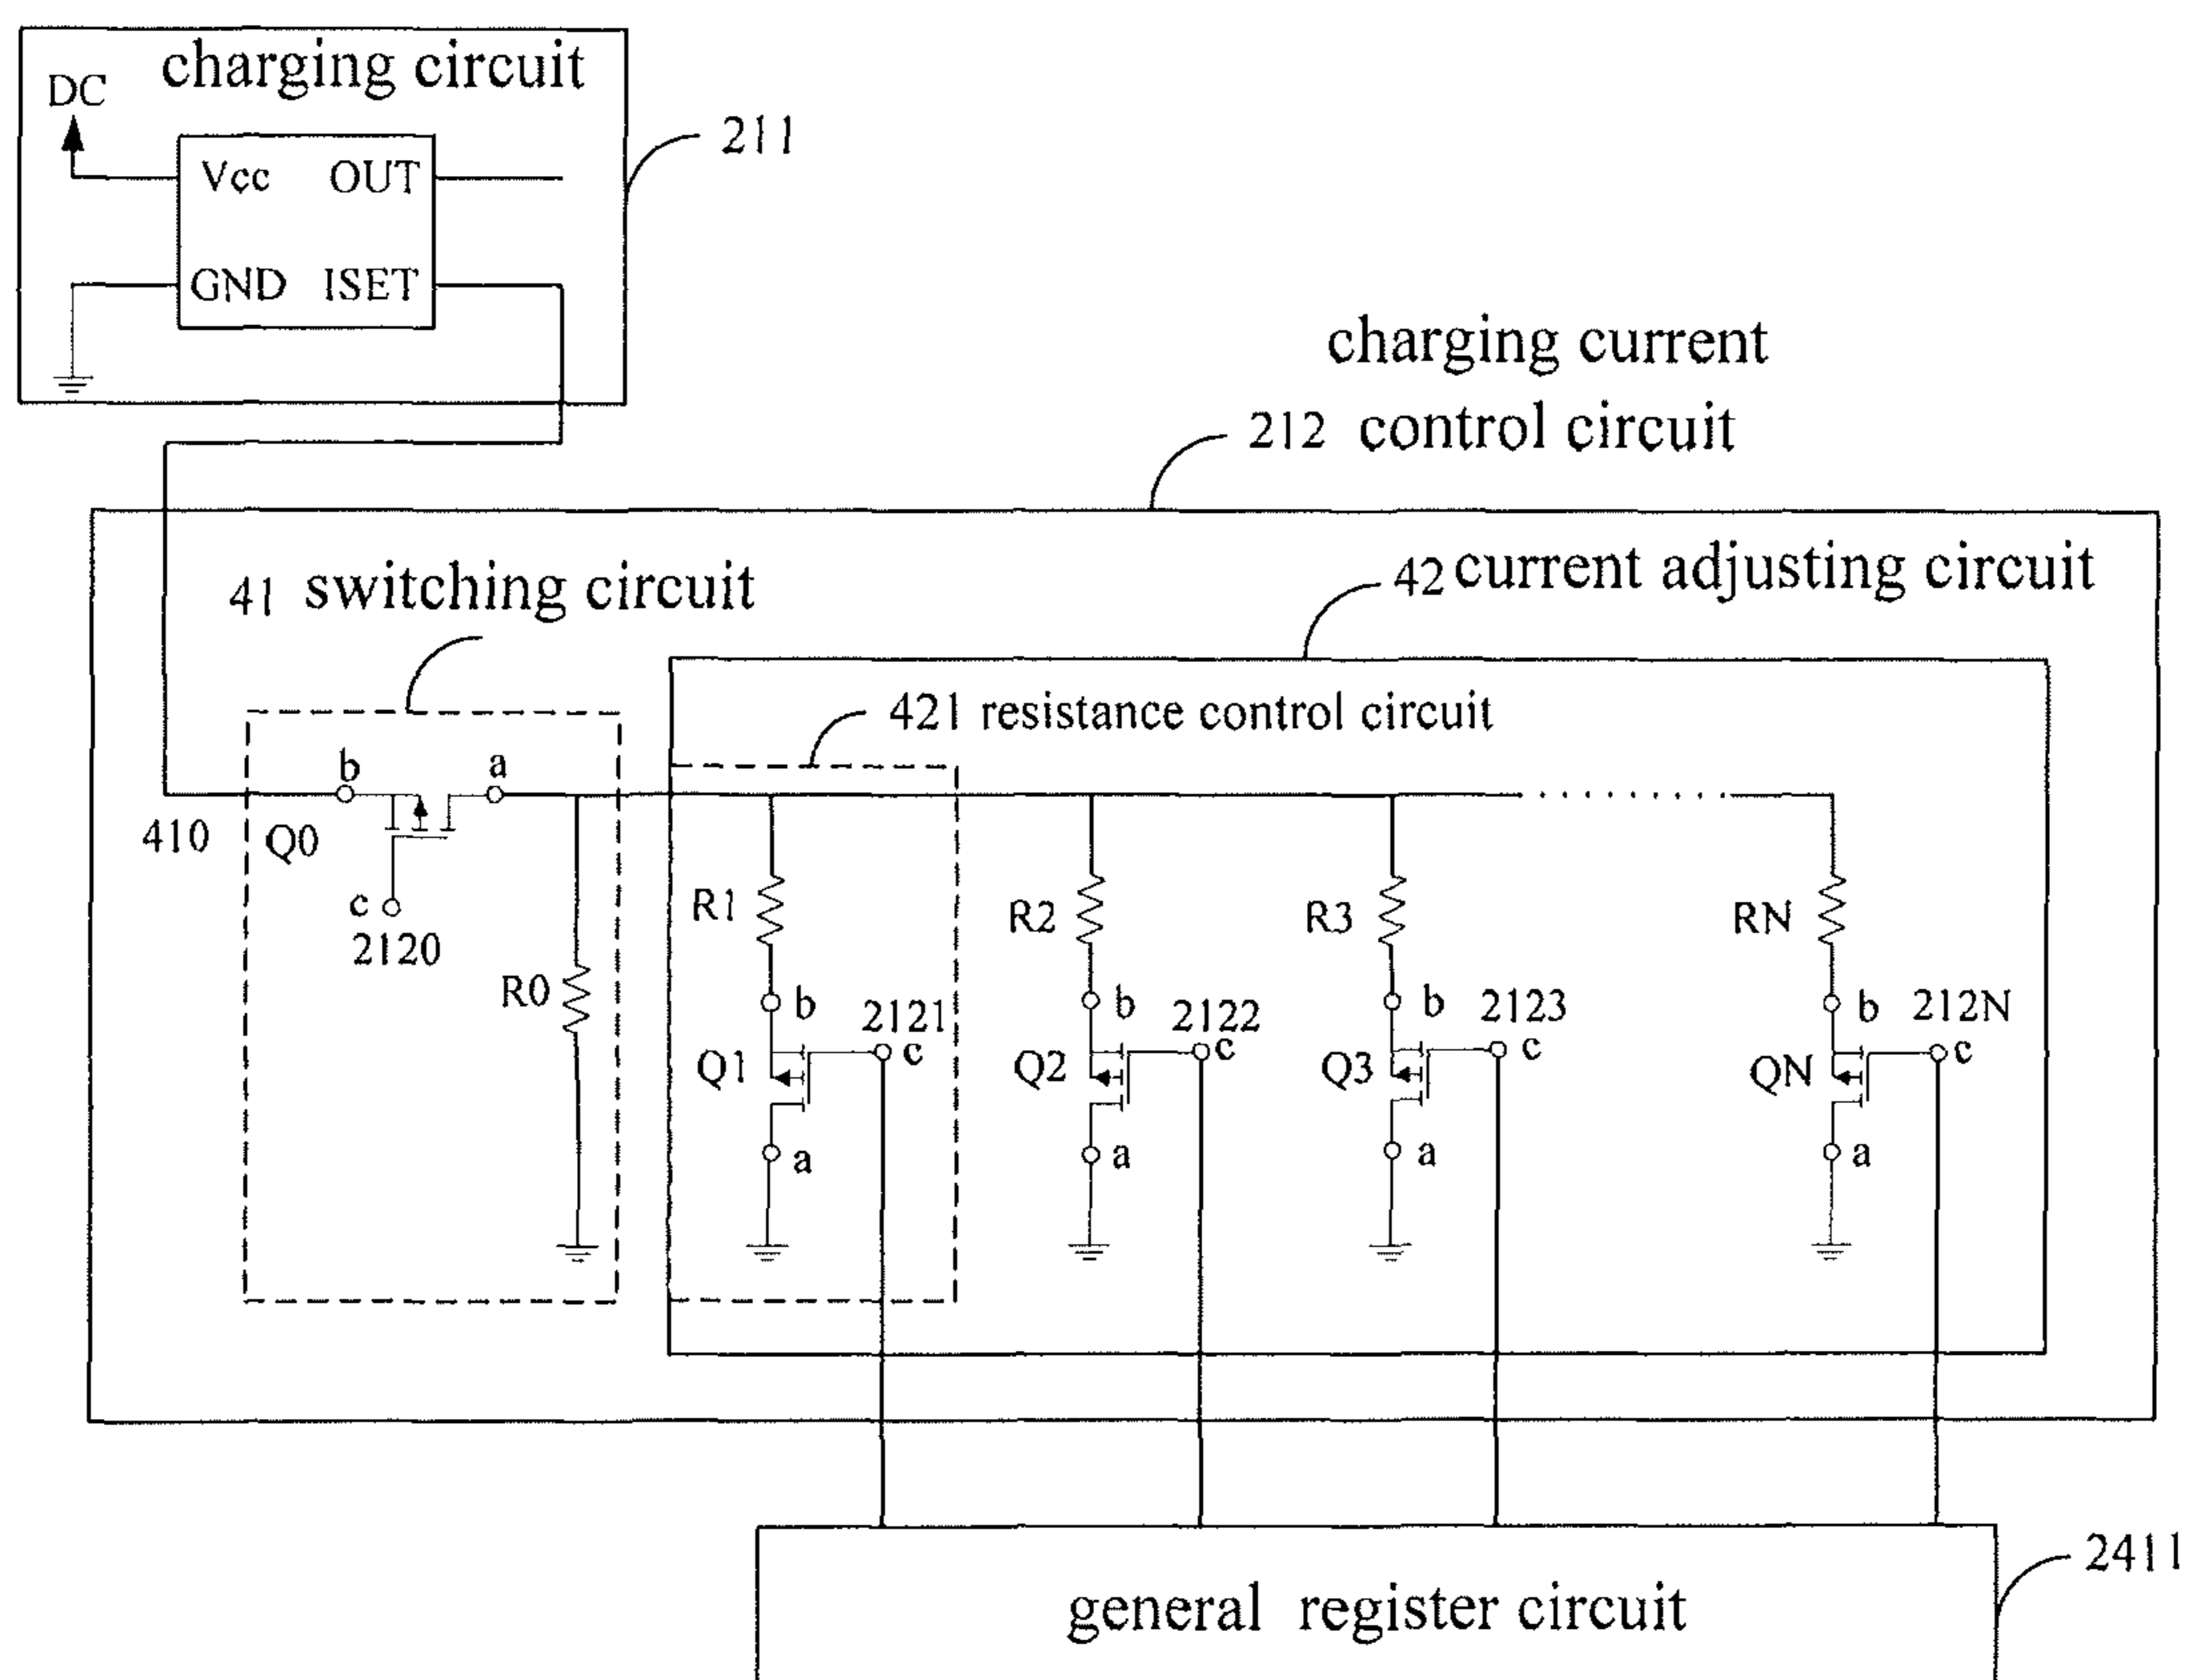 charging circuit
DC
211
Vcc OUT
GND ISET
charging current
212 control circuit
41 switching circuit
42 current adjusting circuit
421 resistance control circuit
b a
410 Q0
c
2120
R0
R1 R2 R3 RN
b 2121 b 2122 b 2123 b 212N
Q1 c Q2 c Q3 c QN c
a a a a
2411
general register circuit